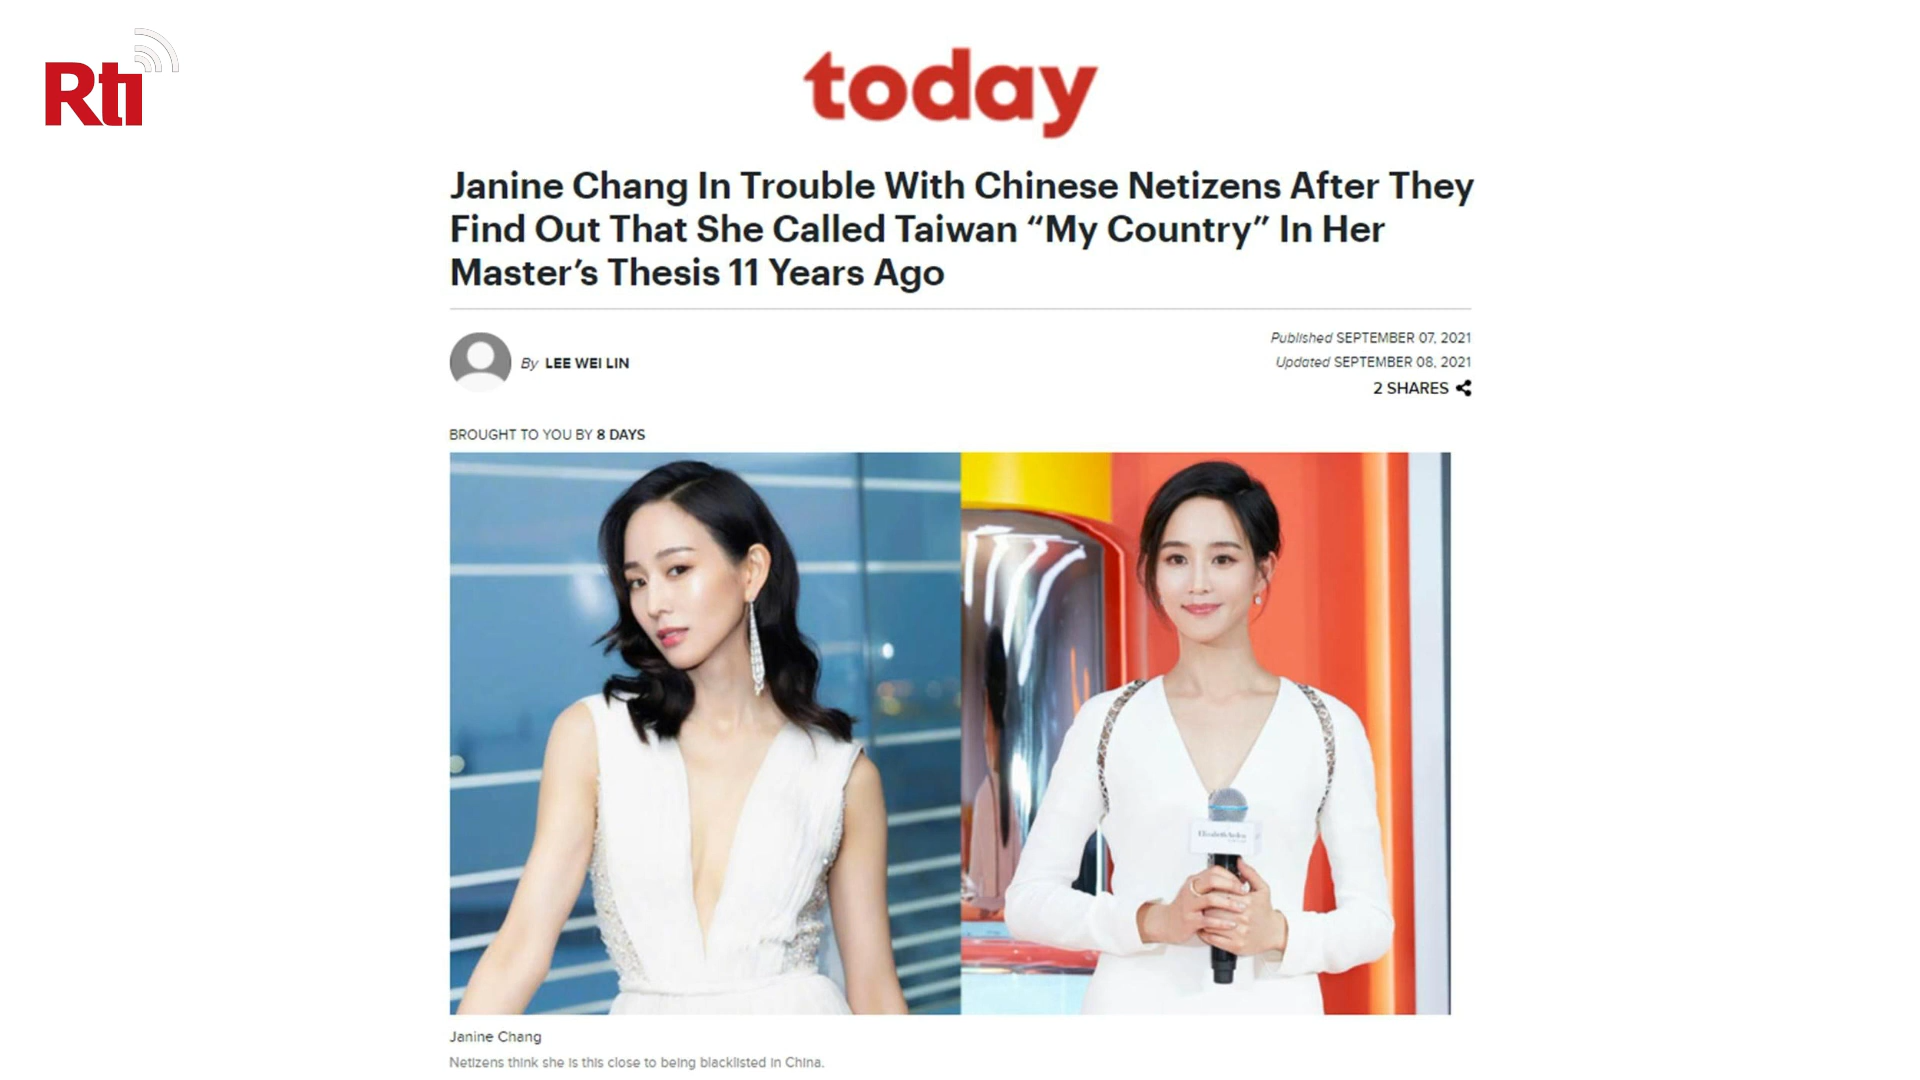 Rti
today
Janine Chang In Trouble With Chinese Netizens After They
Find Out That She Called Taiwan “My Country” In Her
Master’s Thesis 11 Years Ago
By LEE WEI LIN
Published SEPTEMBER 07, 2021
Updated SEPTEMBER 08, 2021
2 SHARES
BROUGHT TO YOU BY 8 DAYS
Elizabeth Arden
Janine Chang
Netizens think she is this close to being blacklisted in China.